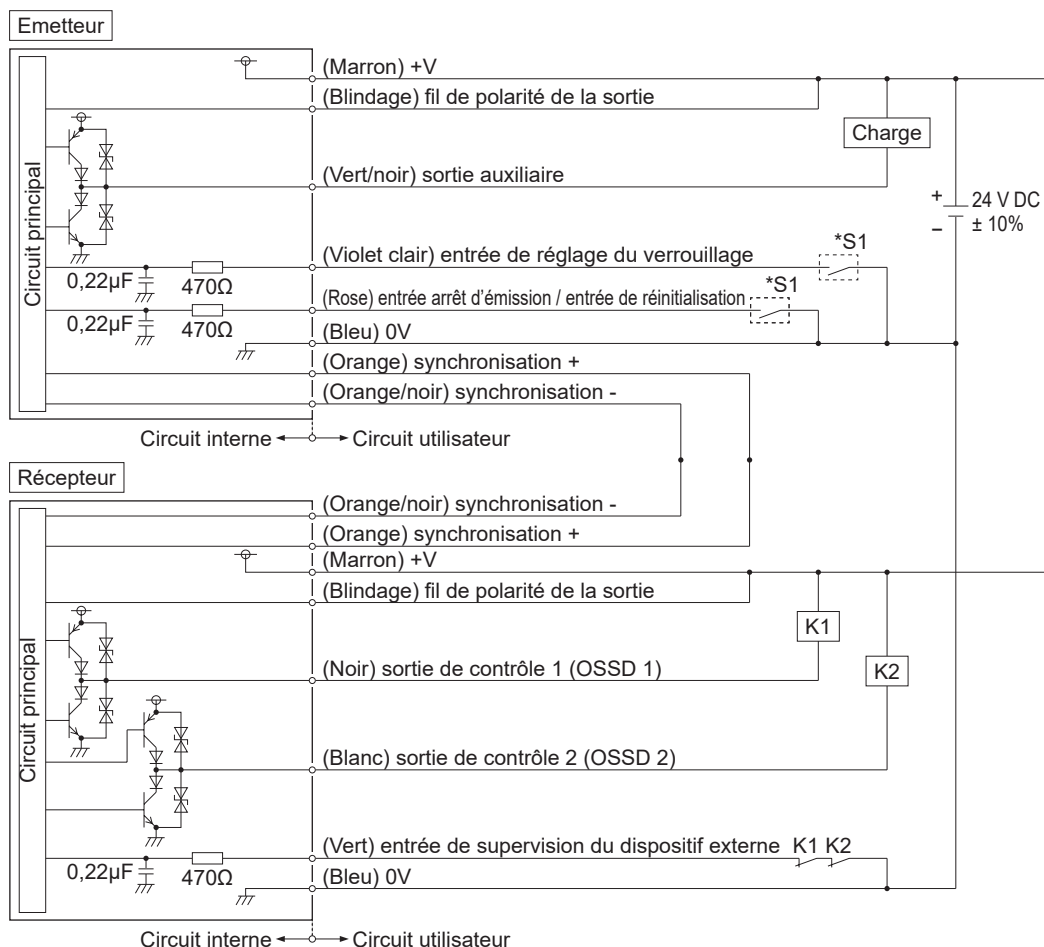 Emetteur
(Marron) +V
(Blindage) fil de polarité de la sortie
Charge
Circuit principal
(Vert/noir) sortie auxiliaire
+
24 V DC
± 10%
–
(Violet clair) entrée de réglage du verrouillage
*S1
0,22µF
470Ω
(Rose) entrée arrêt d'émission / entrée de réinitialisation
*S1
0,22µF
470Ω
(Bleu) 0V
(Orange) synchronisation +
(Orange/noir) synchronisation -
Circuit interne
Circuit utilisateur
Récepteur
(Orange/noir) synchronisation -
(Orange) synchronisation +
(Marron) +V
(Blindage) fil de polarité de la sortie
K1
Circuit principal
(Noir) sortie de contrôle 1 (OSSD 1)
K2
(Blanc) sortie de contrôle 2 (OSSD 2)
(Vert) entrée de supervision du dispositif externe
K1 K2
0,22µF
470Ω
(Bleu) 0V
Circuit interne
Circuit utilisateur